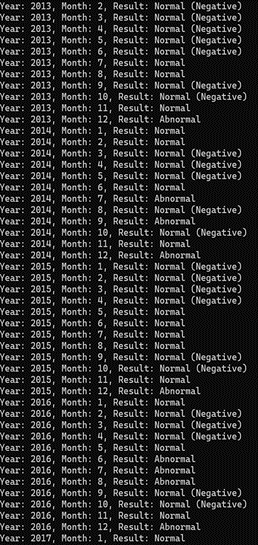 Year: 2013, Month: 2, Result: Normal (Negative)
Year: 2013, Month: 3, Result: Normal (Negative)
Year: 2013, Month: 4, Result: Normal (Negative)
Year: 2013, Month: 5, Result: Normal (Negative)
Year: 2013, Month: 6, Result: Normal (Negative)
Year: 2013, Month: 7, Result: Normal
Year: 2013, Month: 8, Result: Normal
Year: 2013, Month: 9, Result: Normal (Negative)
Year: 2013, Month: 10, Result: Normal (Negative)
Year: 2013, Month: 11, Result: Normal
Year: 2013, Month: 12, Result: Abnormal
Year: 2014, Month: 1, Result: Normal
Year: 2014, Month: 2, Result: Normal
Year: 2014, Month: 3, Result: Normal (Negative)
Year: 2014, Month: 4, Result: Normal (Negative)
Year: 2014, Month: 5, Result: Normal (Negative)
Year: 2014, Month: 6, Result: Normal
Year: 2014, Month: 7, Result: Abnormal
Year: 2014, Month: 8, Result: Normal (Negative)
Year: 2014, Month: 9, Result: Abnormal
Year: 2014, Month: 10, Result: Normal (Negative)
Year: 2014, Month: 11, Result: Normal
Year: 2014, Month: 12, Result: Abnormal
Year: 2015, Month: 1, Result: Normal (Negative)
Year: 2015, Month: 2, Result: Normal (Negative)
Year: 2015, Month: 3, Result: Normal (Negative)
Year: 2015, Month: 4, Result: Normal (Negative)
Year: 2015, Month: 5, Result: Normal
Year: 2015, Month: 6, Result: Normal
Year: 2015, Month: 7, Result: Normal
Year: 2015, Month: 8, Result: Normal
Year: 2015, Month: 9, Result: Normal (Negative)
Year: 2015, Month: 10, Result: Normal (Negative)
Year: 2015, Month: 11, Result: Normal
Year: 2015, Month: 12, Result: Abnormal
Year: 2016, Month: 1, Result: Normal
Year: 2016, Month: 2, Result: Normal (Negative)
Year: 2016, Month: 3, Result: Normal (Negative)
Year: 2016, Month: 4, Result: Normal (Negative)
Year: 2016, Month: 5, Result: Normal
Year: 2016, Month: 6, Result: Abnormal
Year: 2016, Month: 7, Result: Abnormal
Year: 2016, Month: 8, Result: Abnormal
Year: 2016, Month: 9, Result: Normal (Negative)
Year: 2016, Month: 10, Result: Normal (Negative)
Year: 2016, Month: 11, Result: Normal
Year: 2016, Month: 12, Result: Abnormal
Year: 2017, Month: 1, Result: Normal